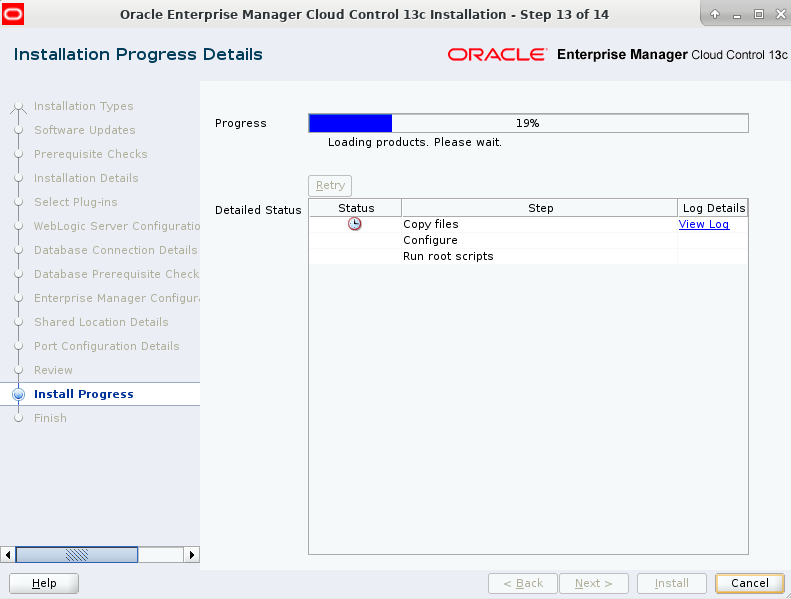 Oracle Enterprise Manager Cloud Control 13c Installation - Step 13 of 14
Installation Progress Details
ORACLE Enterprise Manager Cloud Control 13c
Installation Types
Software Updates
Prerequisite Checks
Installation Details
Select Plug-ins
WebLogic Server Configuratio
Database Connection Details
Database Prerequisite Check
Enterprise Manager Configura
Shared Location Details
Port Configuration Details
Review
Install Progress
Finish
Progress
19%
Loading products. Please wait.
Retry
Detailed Status
Status Step Log Details
Copy files View Log
Configure
Run root scripts
Help < Back Next > Install Cancel